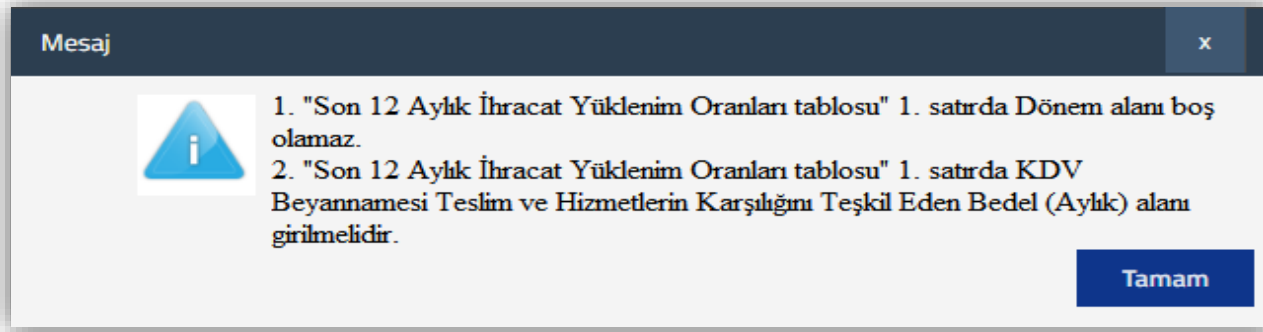 Mesaj
x
1. "Son 12 Aylık İhracat Yüklenim Oranları tablosu" 1. satırda Dönem alanı boş
olamaz.
2. "Son 12 Aylık İhracat Yüklenim Oranları tablosu" 1. satırda KDV
Beyannamesi Teslim ve Hizmetlerin Karşılığını Teşkil Eden Bedel (Aylık) alanı
girilmelidir.
Tamam